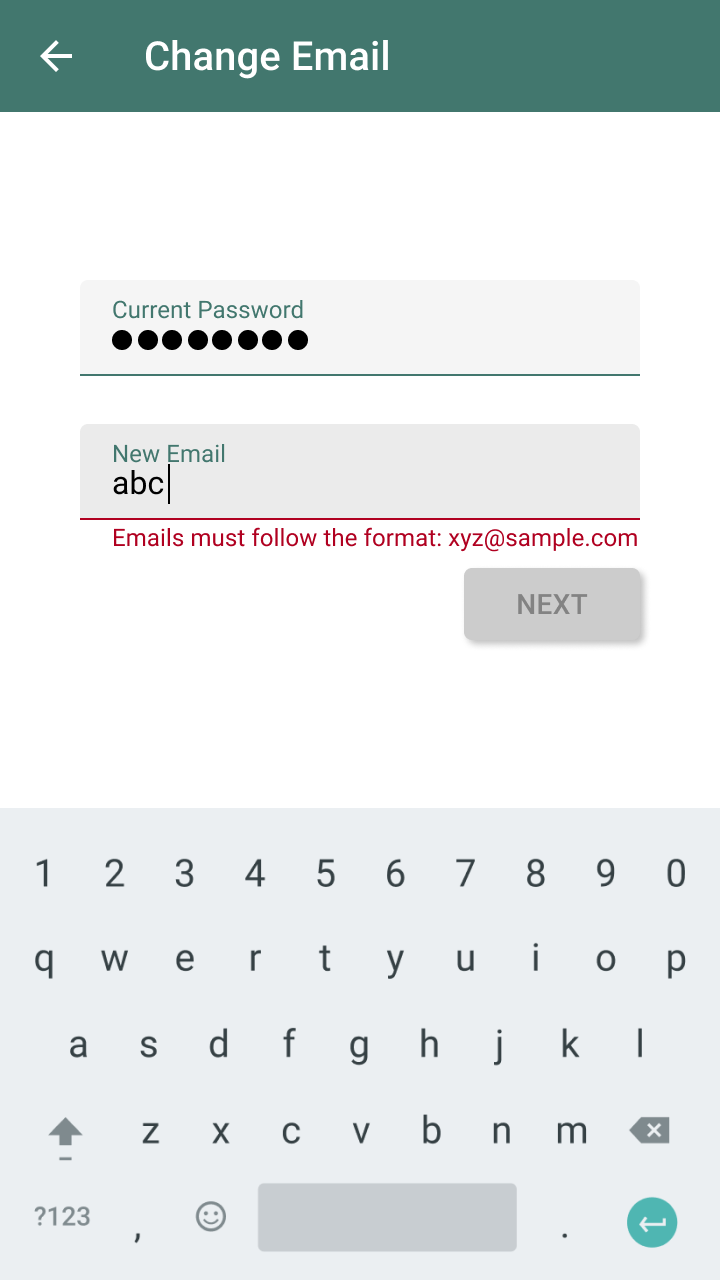 Change Email
Current Password
●●●●●●●●
New Email
abc
Emails must follow the format: xyz@sample.com
NEXT
1 2 3 4 5 6 7 8 9 0
q w e r t y u i o p
a s d f g h j k l
z x c v b n m
?123 , .